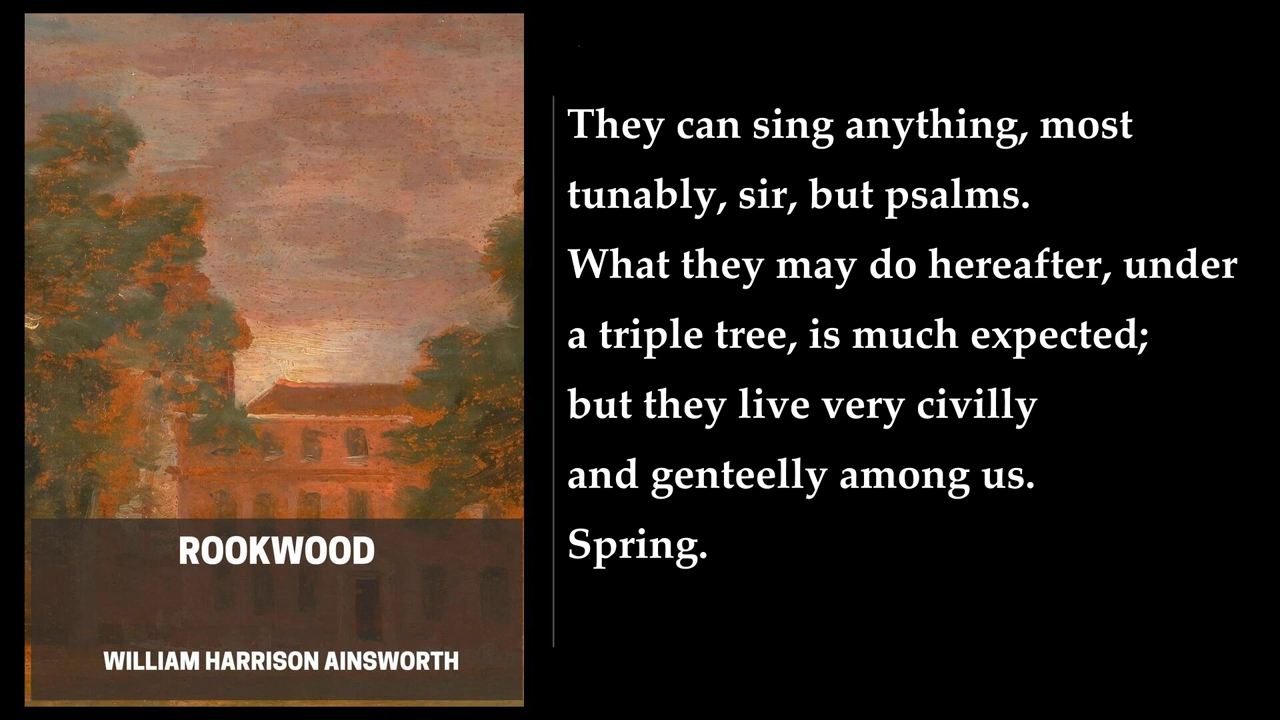 ROOKWOOD
WILLIAM HARRISON AINSWORTH
They can sing anything, most
tunably, sir, but psalms.
What they may do hereafter, under
a triple tree, is much expected;
but they live very civilly
and genteelly among us.
Spring.